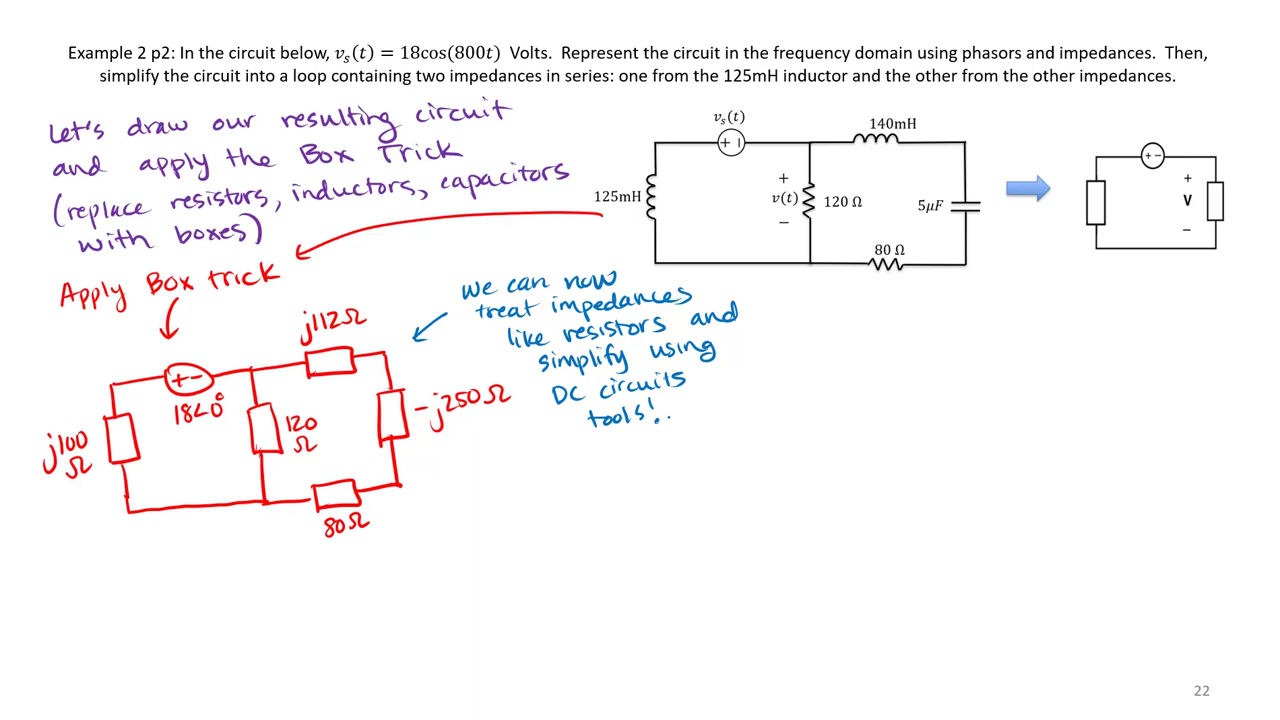 Example 2 p2: In the circuit below, vₛ(t) = 18cos(800t) Volts. Represent the circuit in the frequency domain using phasors and impedances. Then,
simplify the circuit into a loop containing two impedances in series: one from the 125mH inductor and the other from the other impedances.
Let's draw our resulting circuit
and apply the Box Trick
(replace resistors, inductors, capacitors
with boxes)
Apply Box trick
vₛ(t)
+ −
140mH
125mH
+
v(t)
−
120 Ω
5μF
80 Ω
+ −
+
V
−
we can now
treat impedances
like resistors and
simplify using
DC circuits
tools!
j112Ω
+ −
18∠0°
j100
Ω
120
Ω
-j250Ω
80Ω
22